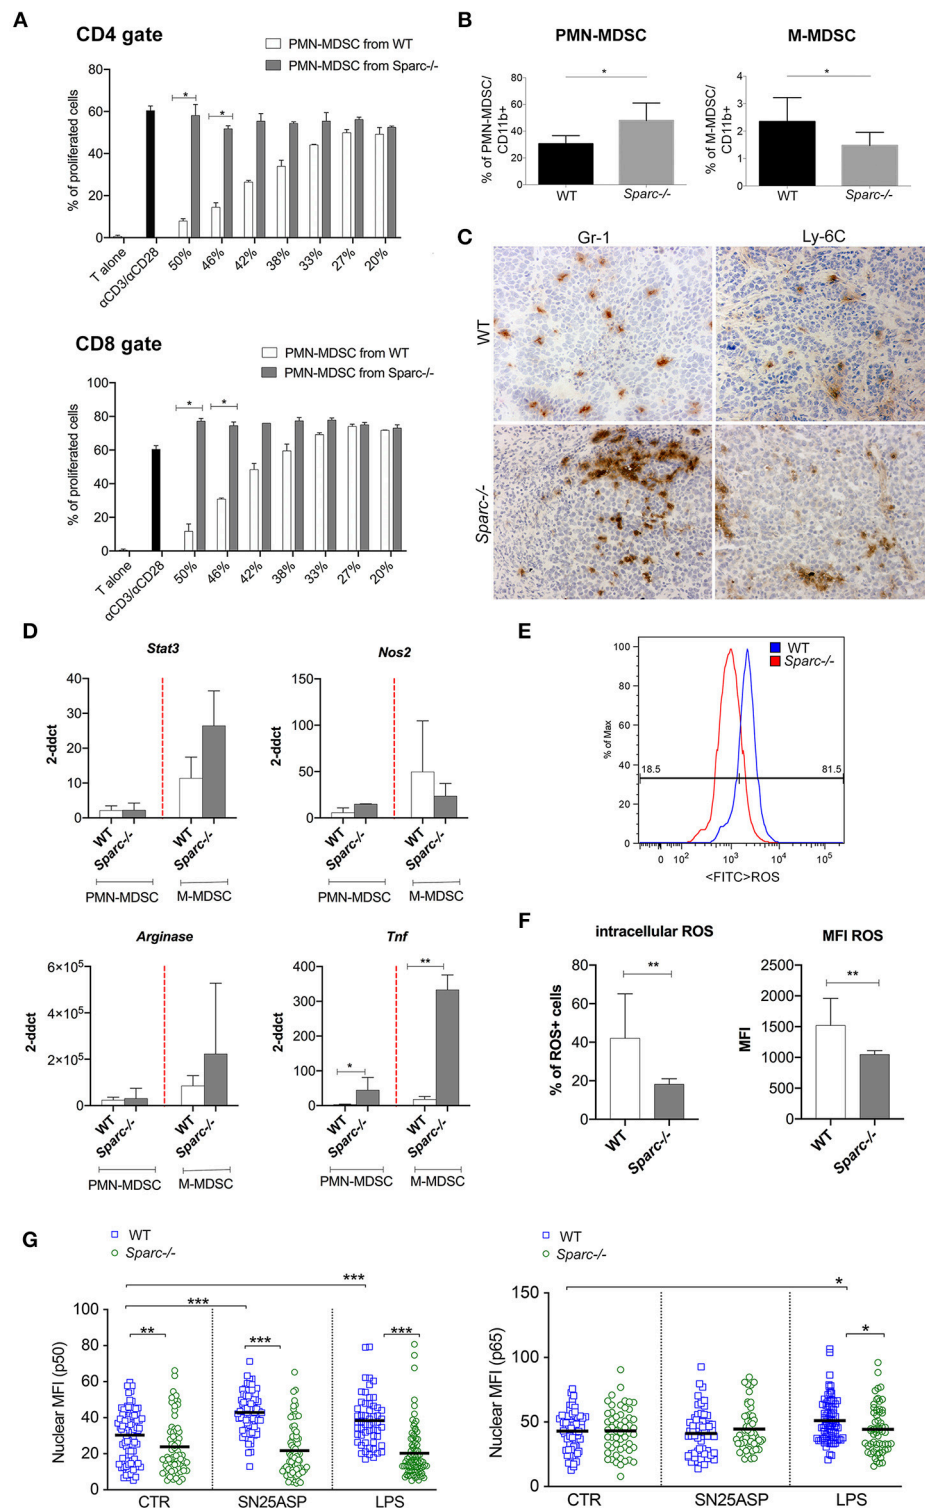 A
CD4 gate
PMN-MDSC from WT
PMN-MDSC from Sparc-/-
% of proliferated cells
80
60
40
20
0
* *
T alone
αCD3/αCD28
50%
46%
42%
38%
33%
27%
20%
CD8 gate
PMN-MDSC from WT
PMN-MDSC from Sparc-/-
% of proliferated cells
100
80
60
40
20
0
* *
T alone
αCD3/αCD28
50%
46%
42%
38%
33%
27%
20%
B
PMN-MDSC
% of PMN-MDSC/
CD11b+
80
60
40
20
0
*
WT Sparc-/-
M-MDSC
% of M-MDSC/
CD11b+
4
3
2
1
0
*
WT Sparc-/-
C
Gr-1 Ly-6C
WT
Sparc-/-
D
Stat3
2-ddct
40
30
20
10
0
WT
Sparc-/-
WT
Sparc-/-
PMN-MDSC M-MDSC
Nos2
2-ddct
150
100
50
0
WT
Sparc-/-
WT
Sparc-/-
PMN-MDSC M-MDSC
Arginase
2-ddct
6×10⁵
4×10⁵
2×10⁵
0
WT
Sparc-/-
WT
Sparc-/-
PMN-MDSC M-MDSC
Tnf
2-ddct
400
300
200
100
0
* **
WT
Sparc-/-
WT
Sparc-/-
PMN-MDSC M-MDSC
E
WT
Sparc-/-
% of Max
100
80
60
40
20
0
18.5 81.5
0 10² 10³ 10⁴ 10⁵
<FITC>ROS
F
intracellular ROS
% of ROS+ cells
80
60
40
20
0
**
WT
Sparc-/-
MFI ROS
MFI
2500
2000
1500
1000
500
0
**
WT
Sparc-/-
G
WT
Sparc-/-
Nuclear MFI (p50)
100
80
60
40
20
0
***
***
** *** ***
CTR SN25ASP LPS
WT
Sparc-/-
Nuclear MFI (p65)
150
100
50
0
*
*
CTR SN25ASP LPS